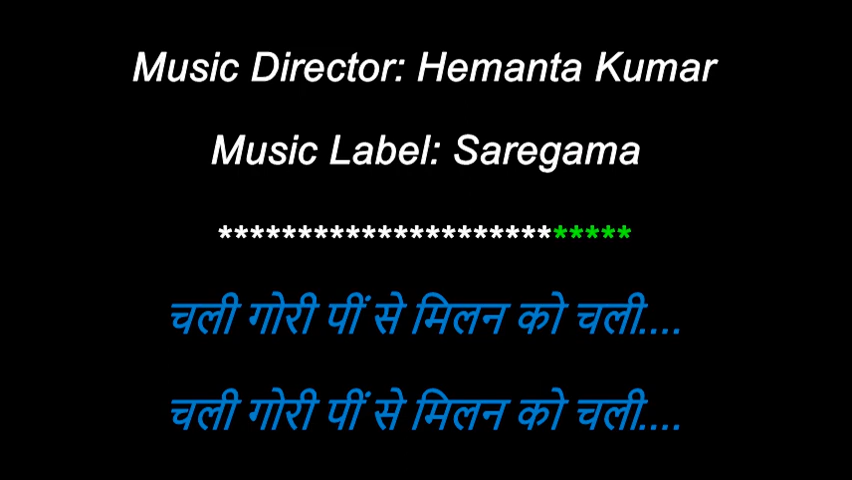 Music Director: Hemanta Kumar
Music Label: Saregama
**************************
चली गोरी पीं से मिलन को चली....
चली गोरी पीं से मिलन को चली....